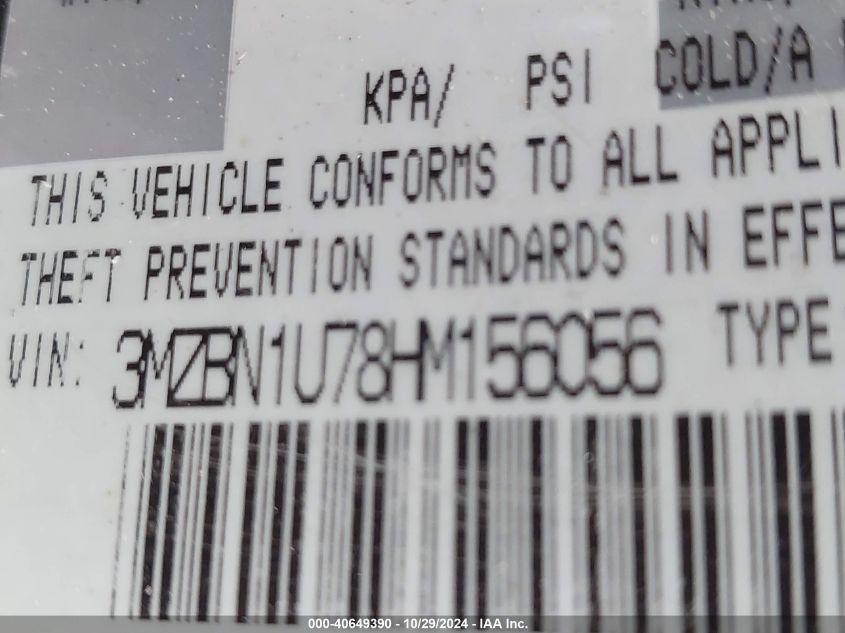 KPA/ PSI COLD/A
THIS VEHICLE CONFORMS TO ALL APPLI
THEFT PREVENTION STANDARDS IN EFFE
VIN: 3MZBN1U78HM156056 TYPE
000-40649390 - 10/29/2024 - IAA Inc.